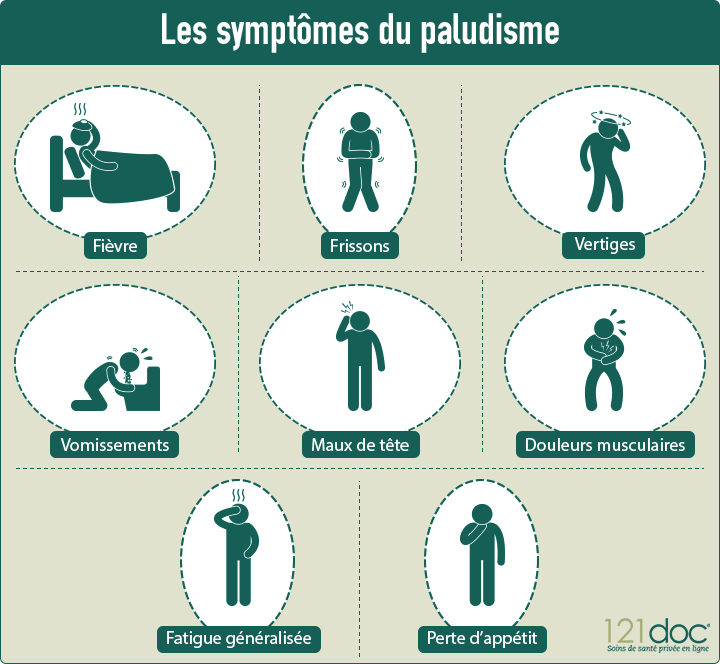 Les symptômes du paludisme
Fièvre
Frissons
Vertiges
Vomissements
Maux de tête
Douleurs musculaires
Fatigue généralisée
Perte d'appétit
121doc®
Soins de santé privée en ligne